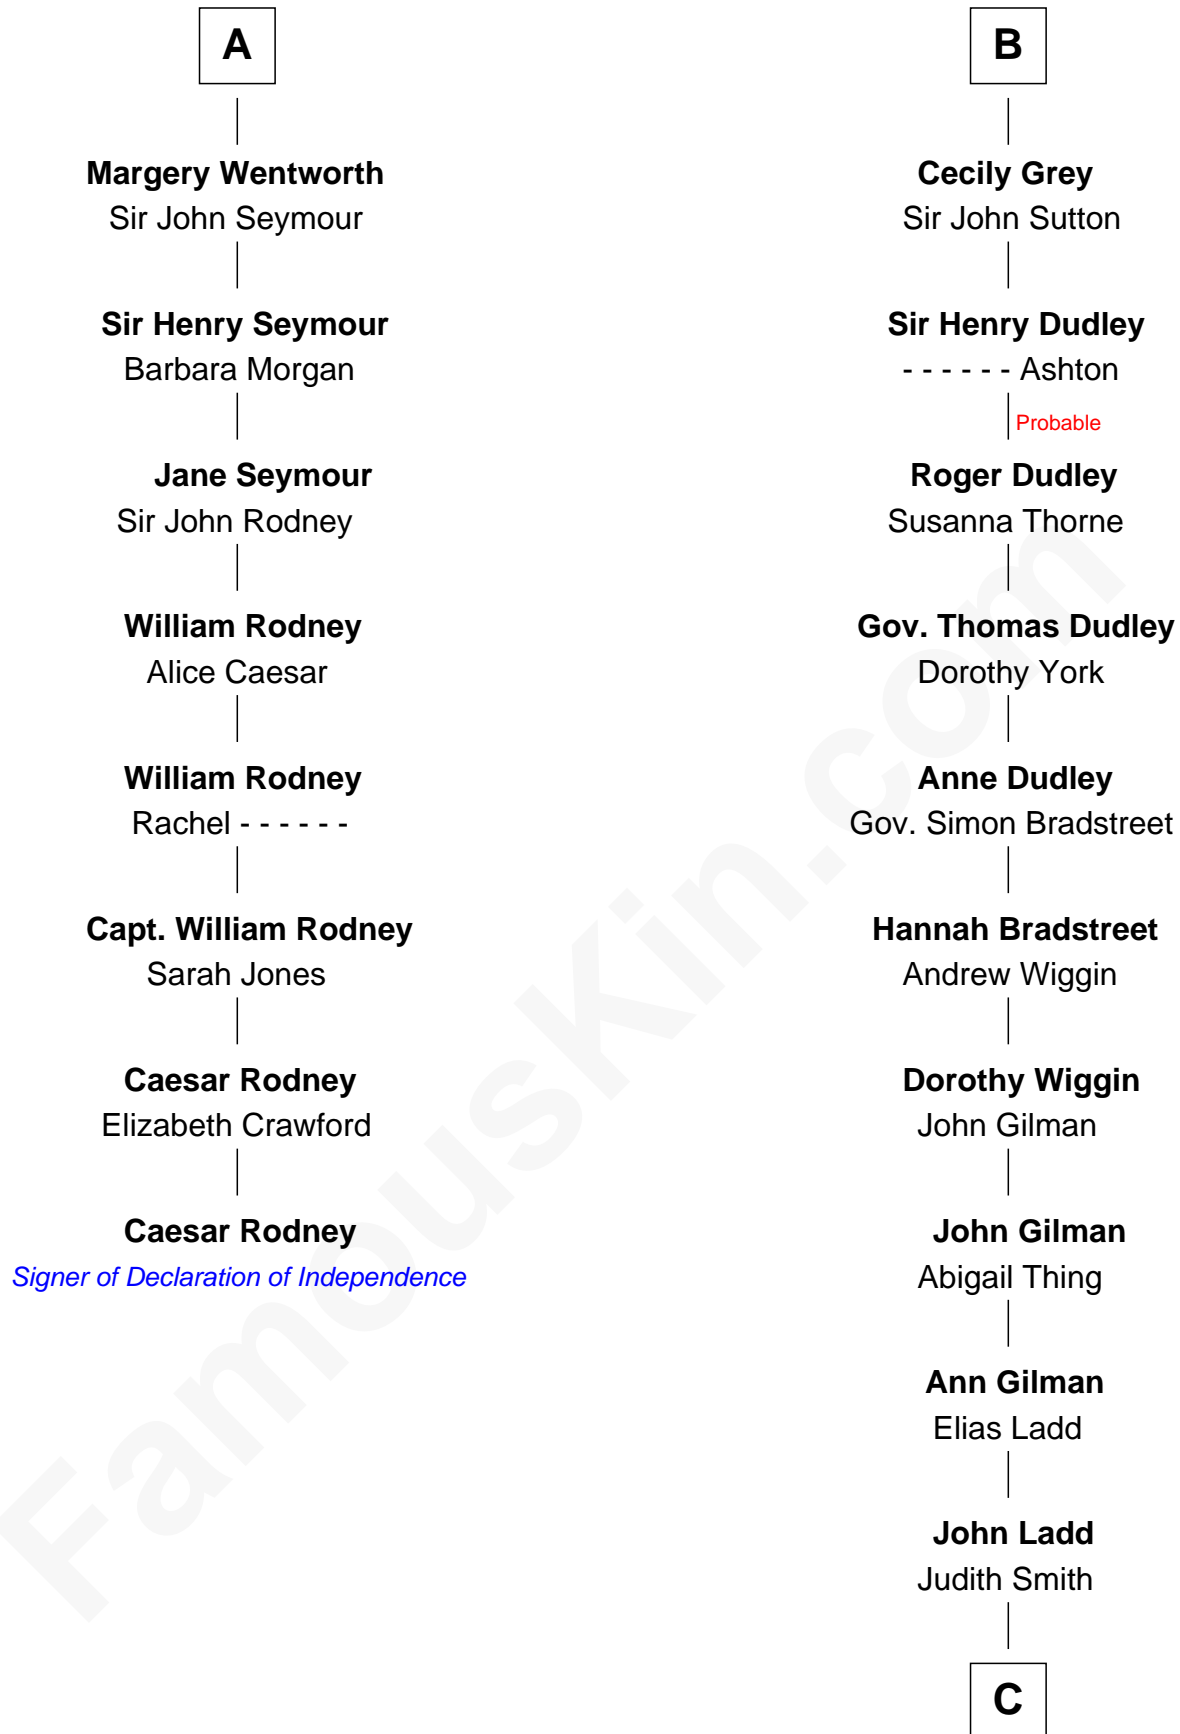 A
Margery Wentworth
Sir John Seymour
Sir Henry Seymour
Barbara Morgan
Jane Seymour
Sir John Rodney
William Rodney
Alice Caesar
William Rodney
Rachel - - - - - -
Capt. William Rodney
Sarah Jones
Caesar Rodney
Elizabeth Crawford
Caesar Rodney
Signer of Declaration of Independence
B
Cecily Grey
Sir John Sutton
Sir Henry Dudley
- - - - - - Ashton
Probable
Roger Dudley
Susanna Thorne
Gov. Thomas Dudley
Dorothy York
Anne Dudley
Gov. Simon Bradstreet
Hannah Bradstreet
Andrew Wiggin
Dorothy Wiggin
John Gilman
John Gilman
Abigail Thing
Ann Gilman
Elias Ladd
John Ladd
Judith Smith
C
FamousKin.com